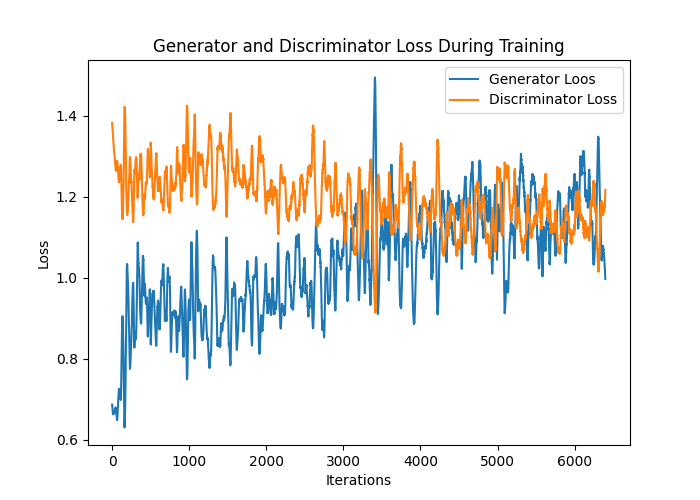 Generator and Discriminator Loss During Training
Generator Loos
Discriminator Loss
1.4
1.2
1.0
0.8
0.6
Loss
0
1000
2000
3000
4000
5000
6000
Iterations